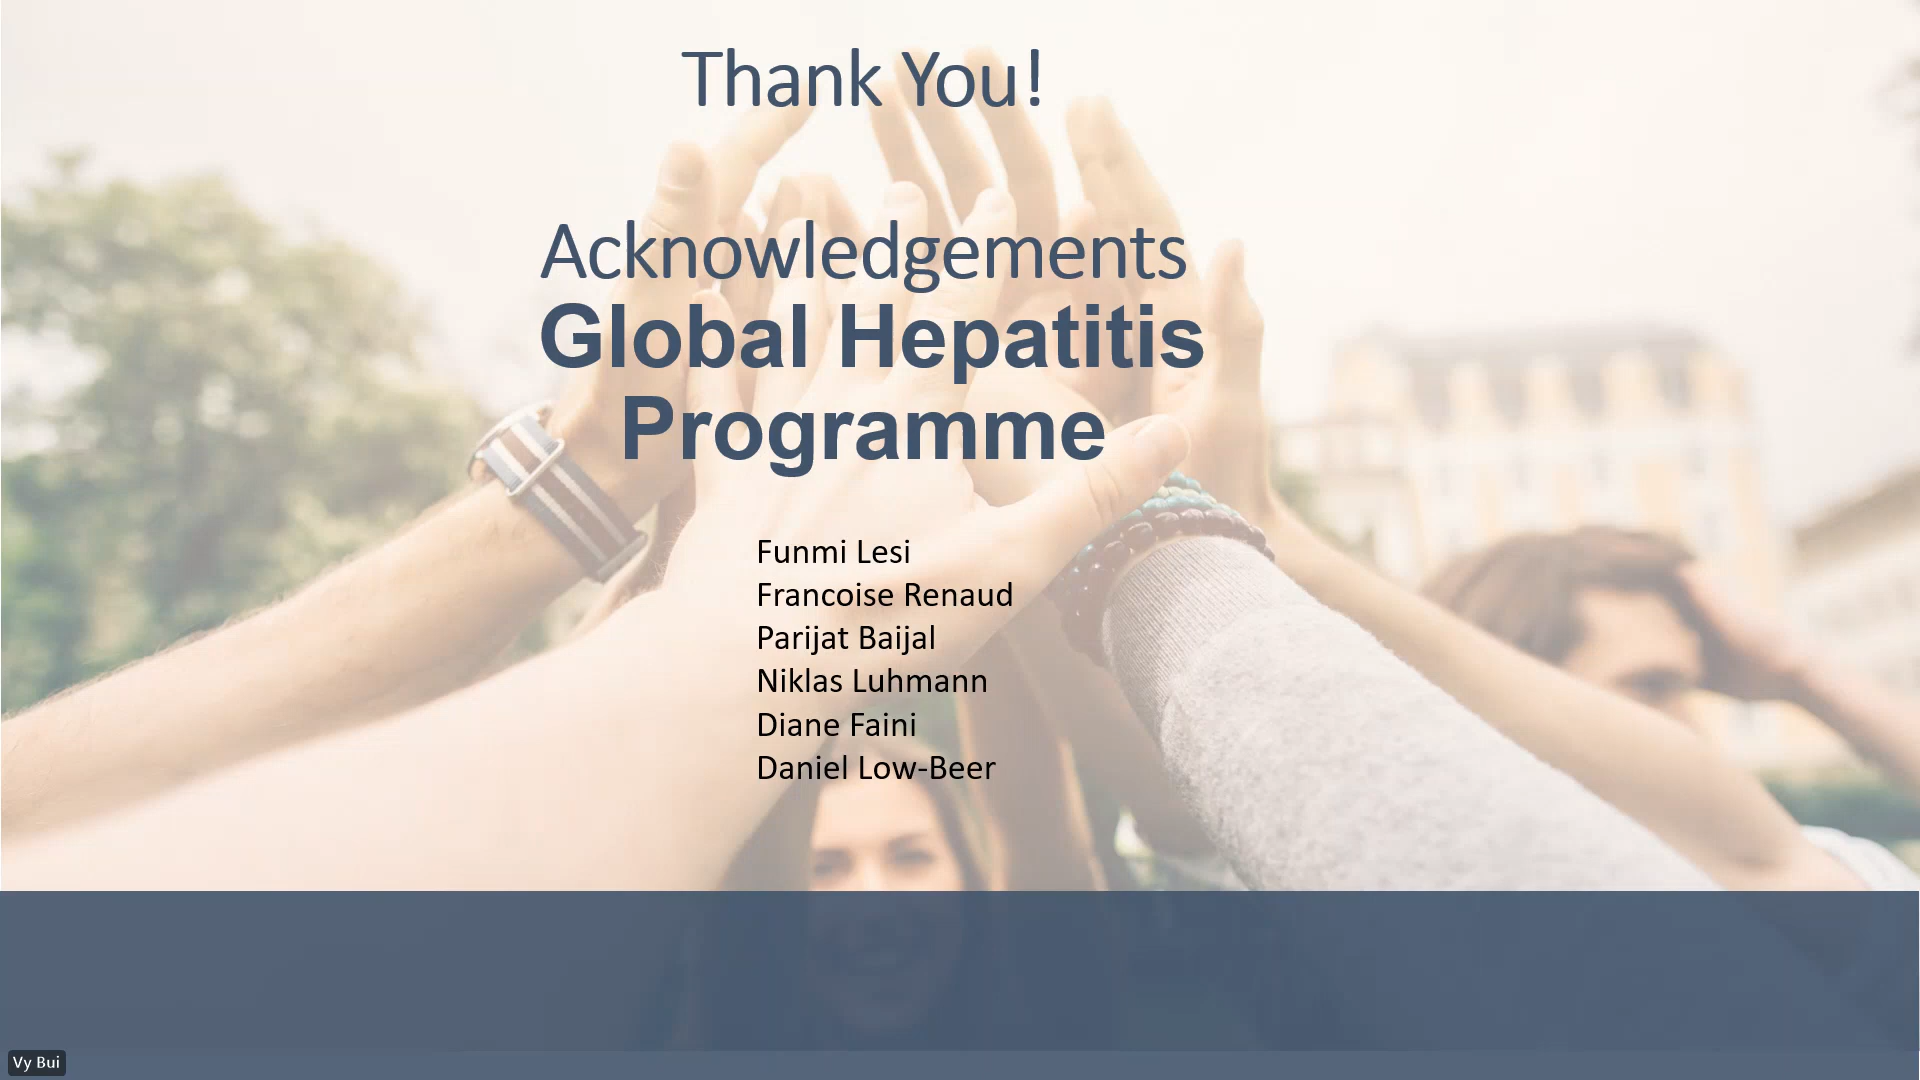 Thank You!
Acknowledgements
Global Hepatitis
Programme
Funmi Lesi
Francoise Renaud
Parijat Baijal
Niklas Luhmann
Diane Faini
Daniel Low-Beer
Vy Bui